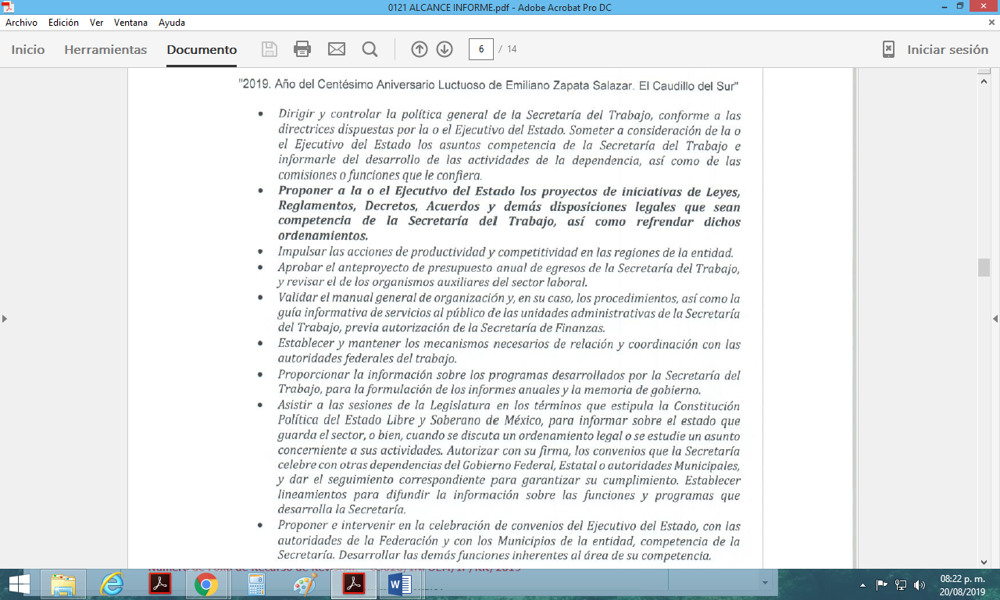 0121 ALCANCE INFORME.pdf - Adobe Acrobat Pro DC
Archivo Edición Ver Ventana Ayuda
Inicio Herramientas Documento 6 / 14 Iniciar sesión
"2019. Año del Centésimo Aniversario Luctuoso de Emiliano Zapata Salazar. El Caudillo del Sur"
• Dirigir y controlar la política general de la Secretaría del Trabajo, conforme a las
directrices dispuestas por la o el Ejecutivo del Estado. Someter a consideración de la o
el Ejecutivo del Estado los asuntos competencia de la Secretaría del Trabajo e
informarle del desarrollo de las actividades de la dependencia, así como de las
comisiones o funciones que le confiera.
• Proponer a la o el Ejecutivo del Estado los proyectos de iniciativas de Leyes,
Reglamentos, Decretos, Acuerdos y demás disposiciones legales que sean
competencia de la Secretaría del Trabajo, así como refrendar dichos
ordenamientos.
• Impulsar las acciones de productividad y competitividad en las regiones de la entidad.
• Aprobar el anteproyecto de presupuesto anual de egresos de la Secretaría del Trabajo,
y revisar el de los organismos auxiliares del sector laboral.
• Validar el manual general de organización y, en su caso, los procedimientos, así como la
guía informativa de servicios al público de las unidades administrativas de la Secretaría
del Trabajo, previa autorización de la Secretaría de Finanzas.
• Establecer y mantener los mecanismos necesarios de relación y coordinación con las
autoridades federales del trabajo.
• Proporcionar la información sobre los programas desarrollados por la Secretaría del
Trabajo, para la formulación de los informes anuales y la memoria de gobierno.
• Asistir a las sesiones de la Legislatura en los términos que estipula la Constitución
Política del Estado Libre y Soberano de México, para informar sobre el estado que
guarda el sector, o bien, cuando se discuta un ordenamiento legal o se estudie un asunto
concerniente a sus actividades. Autorizar con su firma, los convenios que la Secretaría
celebre con otras dependencias del Gobierno Federal, Estatal o autoridades Municipales,
y dar el seguimiento correspondiente para garantizar su cumplimiento. Establecer
lineamientos para difundir la información sobre las funciones y programas que
desarrolla la Secretaría.
• Proponer e intervenir en la celebración de convenios del Ejecutivo del Estado, con las
autoridades de la Federación y con los Municipios de la entidad, competencia de la
Secretaría. Desarrollar las demás funciones inherentes al área de su competencia.
08:22 p. m.
20/08/2019